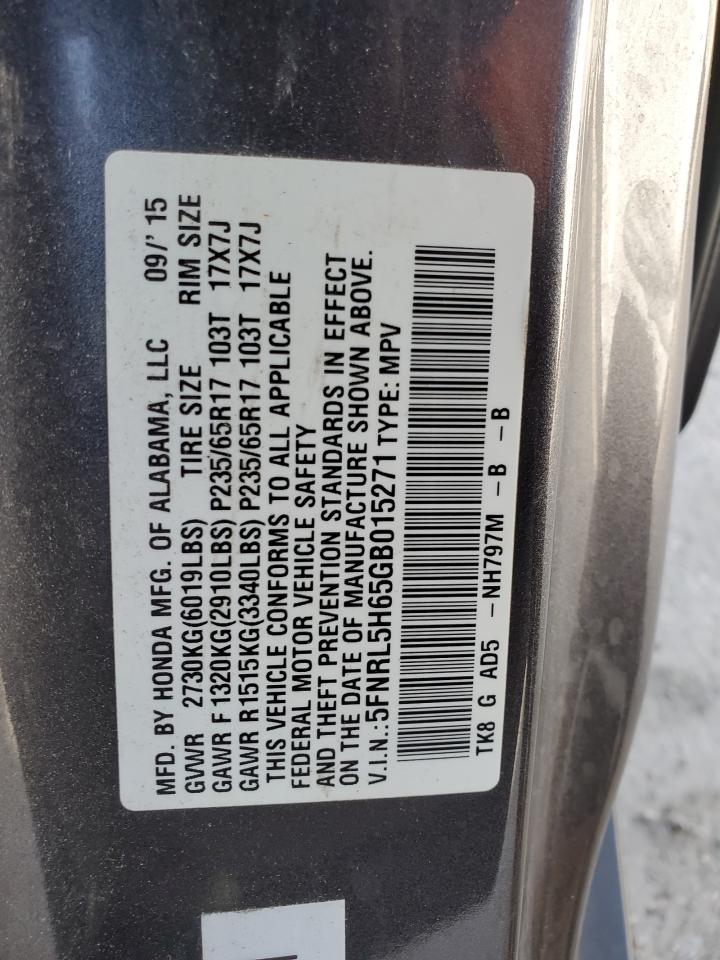 MFD. BY HONDA MFG. OF ALABAMA, LLC 09/' 15
GVWR 2730KG(6019LBS) TIRE SIZE RIM SIZE
GAWR F 1320KG(2910LBS) P235/65R17 103T 17X7J
GAWR R 1515KG(3340LBS) P235/65R17 103T 17X7J
THIS VEHICLE CONFORMS TO ALL APPLICABLE
FEDERAL MOTOR VEHICLE SAFETY
AND THEFT PREVENTION STANDARDS IN EFFECT
ON THE DATE OF MANUFACTURE SHOWN ABOVE.
V.I.N.:5FNRL5H65GB015271 TYPE: MPV
TK8 G AD5 -NH797M -B -B